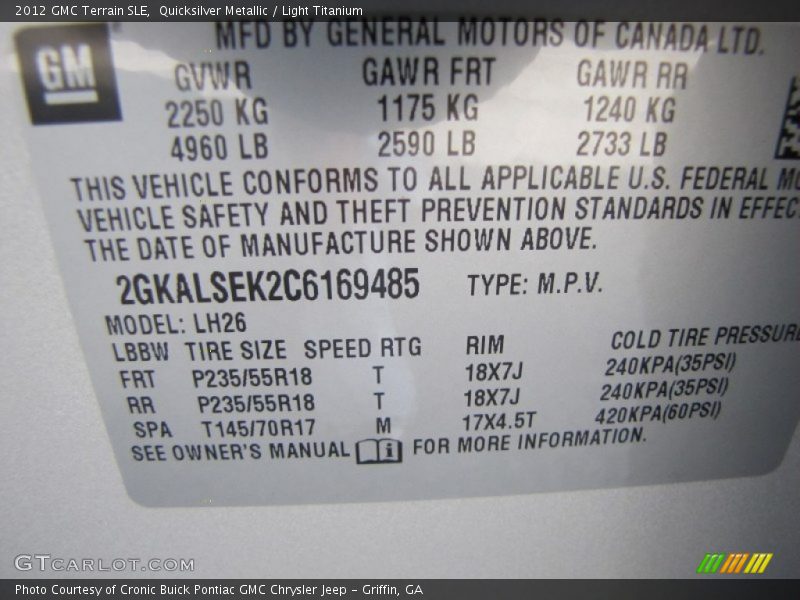 2012 GMC Terrain SLE, Quicksilver Metallic / Light Titanium
MFD BY GENERAL MOTORS OF CANADA LTD.
GM
GVWR GAWR FRT GAWR RR
2250 KG 1175 KG 1240 KG
4960 LB 2590 LB 2733 LB
THIS VEHICLE CONFORMS TO ALL APPLICABLE U.S. FEDERAL MO
VEHICLE SAFETY AND THEFT PREVENTION STANDARDS IN EFFEC
THE DATE OF MANUFACTURE SHOWN ABOVE.
2GKALSEK2C6169485 TYPE: M.P.V.
MODEL: LH26
LBBW TIRE SIZE SPEED RTG RIM COLD TIRE PRESSURE
FRT P235/55R18 T 18X7J 240KPA(35PSI)
RR P235/55R18 T 18X7J 240KPA(35PSI)
SPA T145/70R17 M 17X4.5T 420KPA(60PSI)
SEE OWNER'S MANUAL i FOR MORE INFORMATION.
GTCARLOT.COM
Photo Courtesy of Cronic Buick Pontiac GMC Chrysler Jeep - Griffin, GA